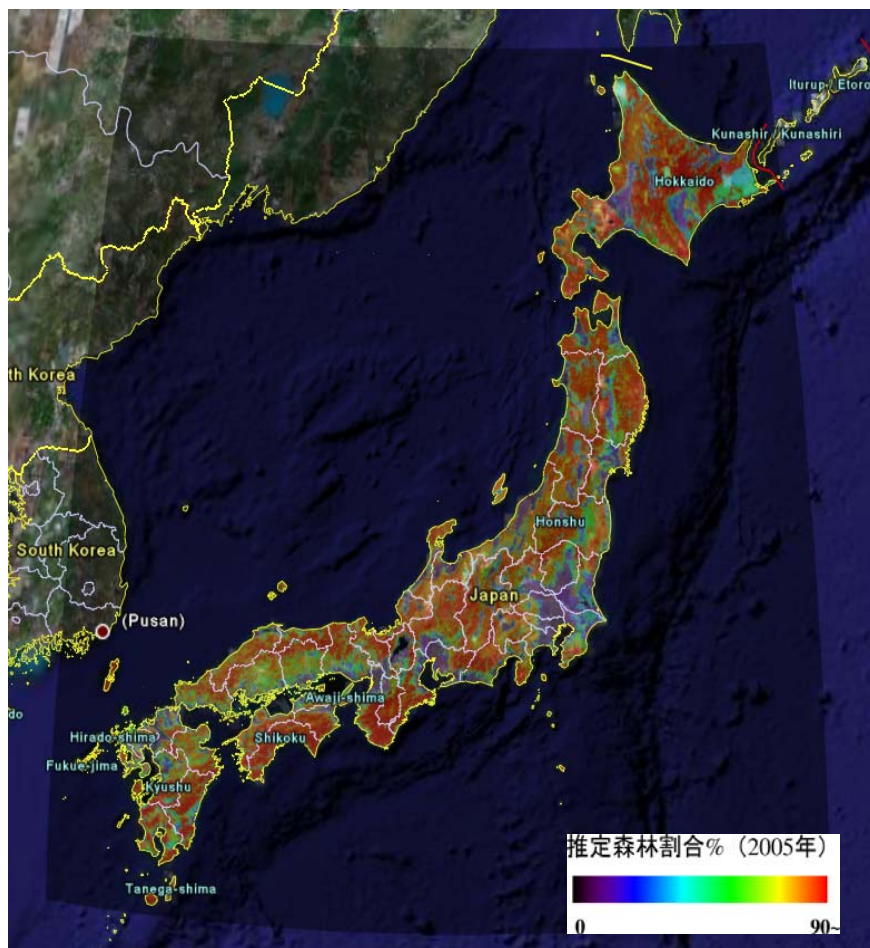 Iturup / Etoro
Kunashir / Kunashiri
Hokkaido
th Korea
Honshu
South Korea
Japan
(Pusan)
Awaji-shima
do
Hirado-shima
Shikoku
Fukue-jima
Kyushu
Tanega-shima
推定森林割合%（2005年）
0 90~